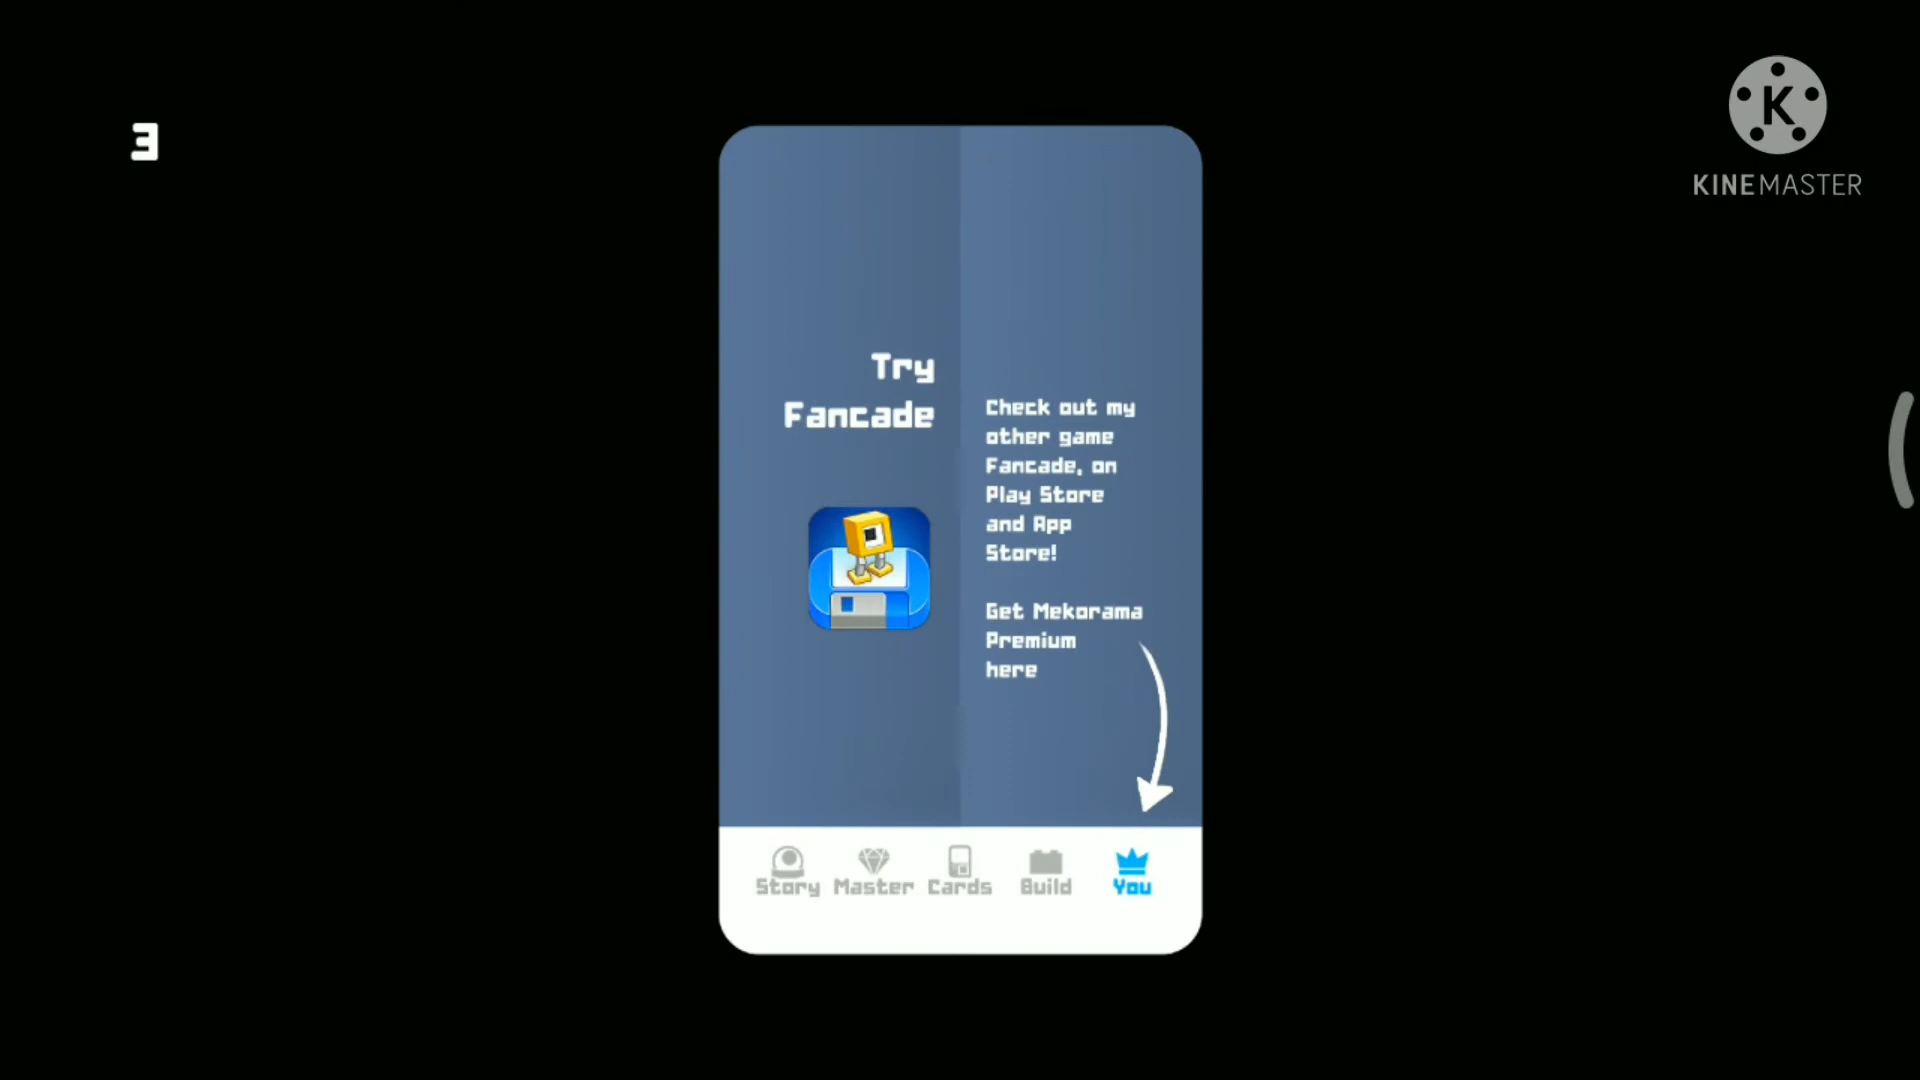 3
K
KINEMASTER
Try
Fancade
Check out my
other game
Fancade, on
Play Store
and App
Store!
Get Mekorama
Premium
here
Story Master Cards Build You